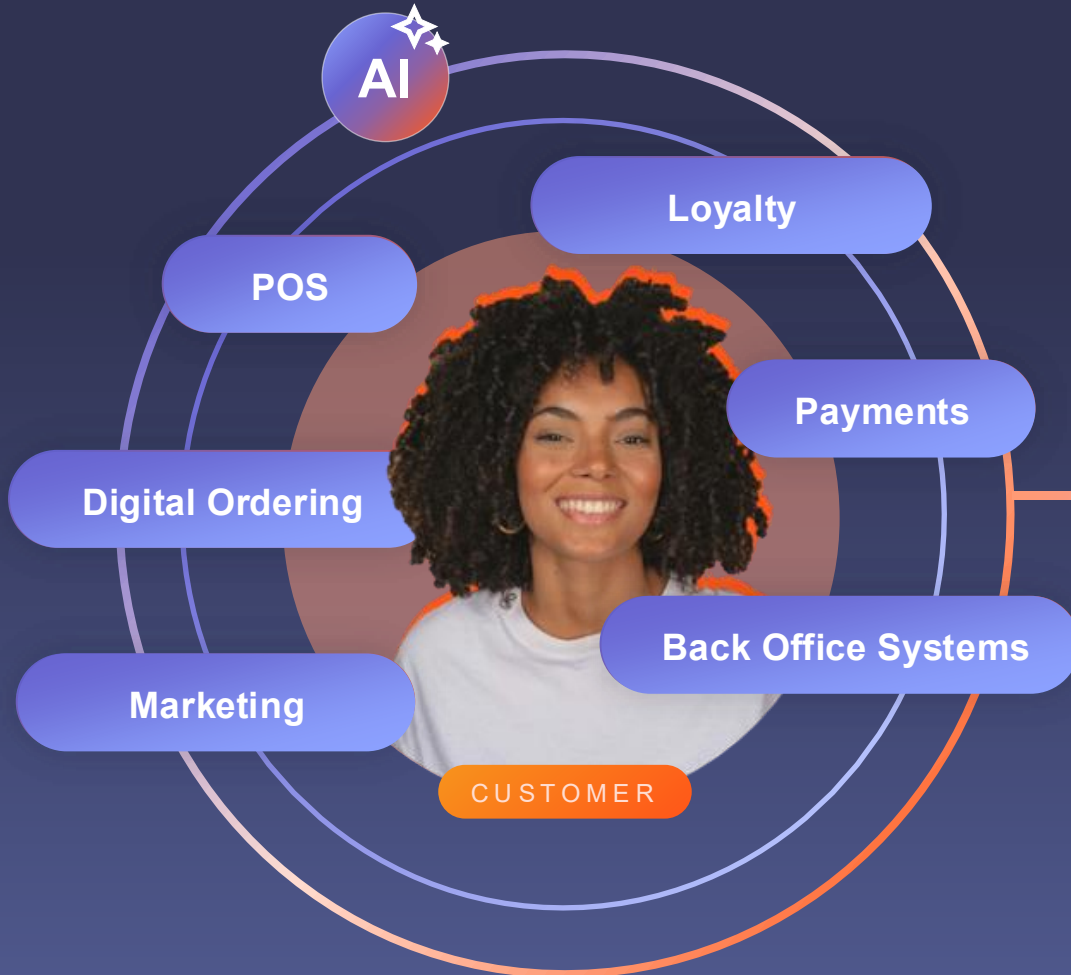 AI
Loyalty
POS
Payments
Digital Ordering
Back Office Systems
Marketing
CUSTOMER